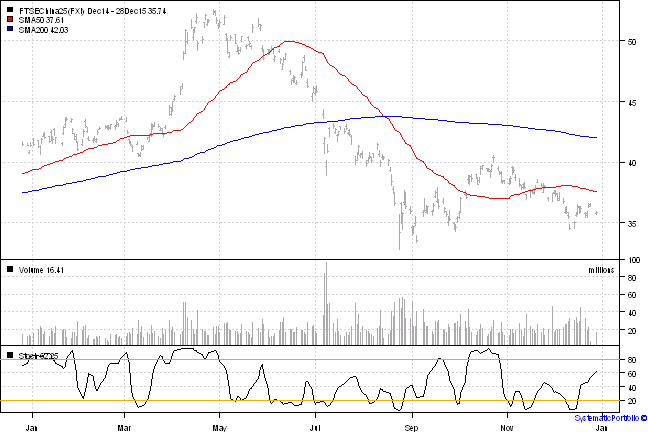 FTSEChina25(FXI) Dec14 - 28Dec15 35.74
SMA50 37.61
SMA200 42.03
50
45
40
35
Volume 16.41
millions
100
80
60
40
20
80
60
40
20
Jan Mar May Jul Sep Nov Jan
SystematicPortfolio ©